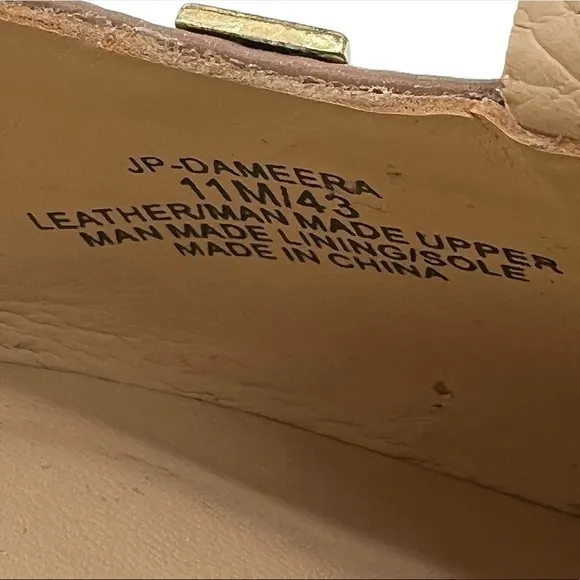 JP-DAMEERA
11M/43
LEATHER/MAN MADE UPPER
MAN MADE LINING/SOLE
MADE IN CHINA